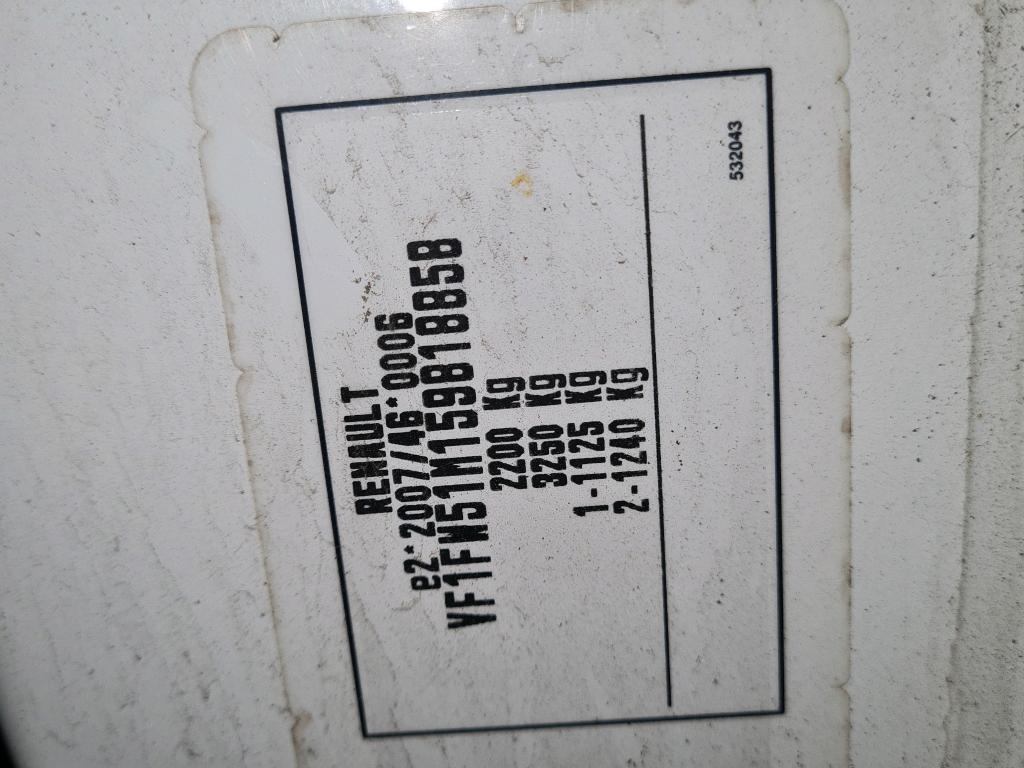 RENAULT
e2*2007/46*0006
VF1FW51M159818858
2200 Kg
3250 Kg
1-1125 Kg
2-1240 Kg
532043